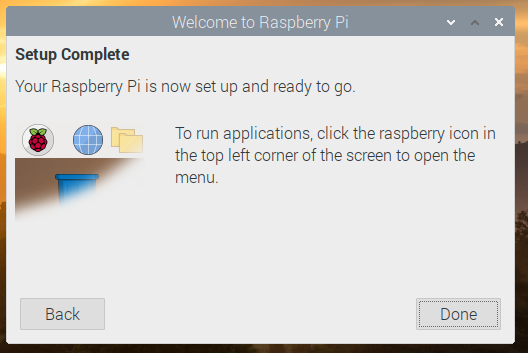 Welcome to Raspberry Pi
Setup Complete
Your Raspberry Pi is now set up and ready to go.
To run applications, click the raspberry icon in
the top left corner of the screen to open the
menu.
Back
Done